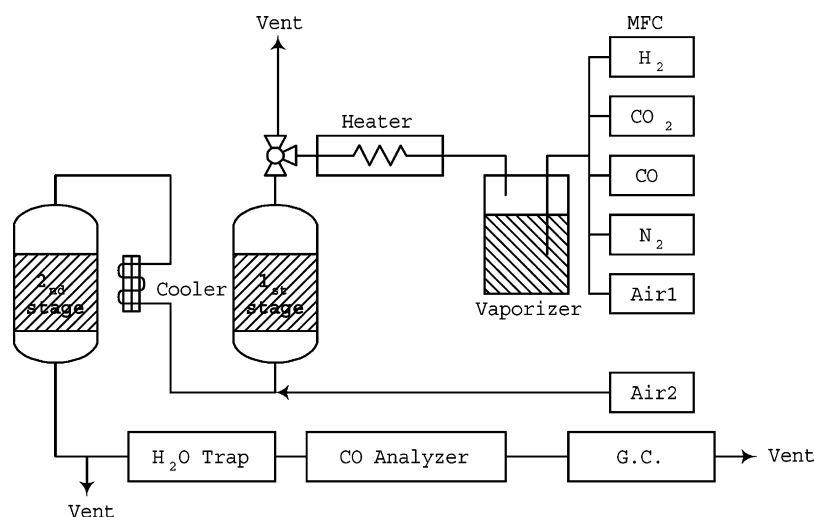 Vent
MFC
H2
Heater
CO2
CO
N2
2nd
stage
Cooler
1st
stage
Vaporizer
Air1
Air2
H2O Trap
CO Analyzer
G.C.
Vent
Vent